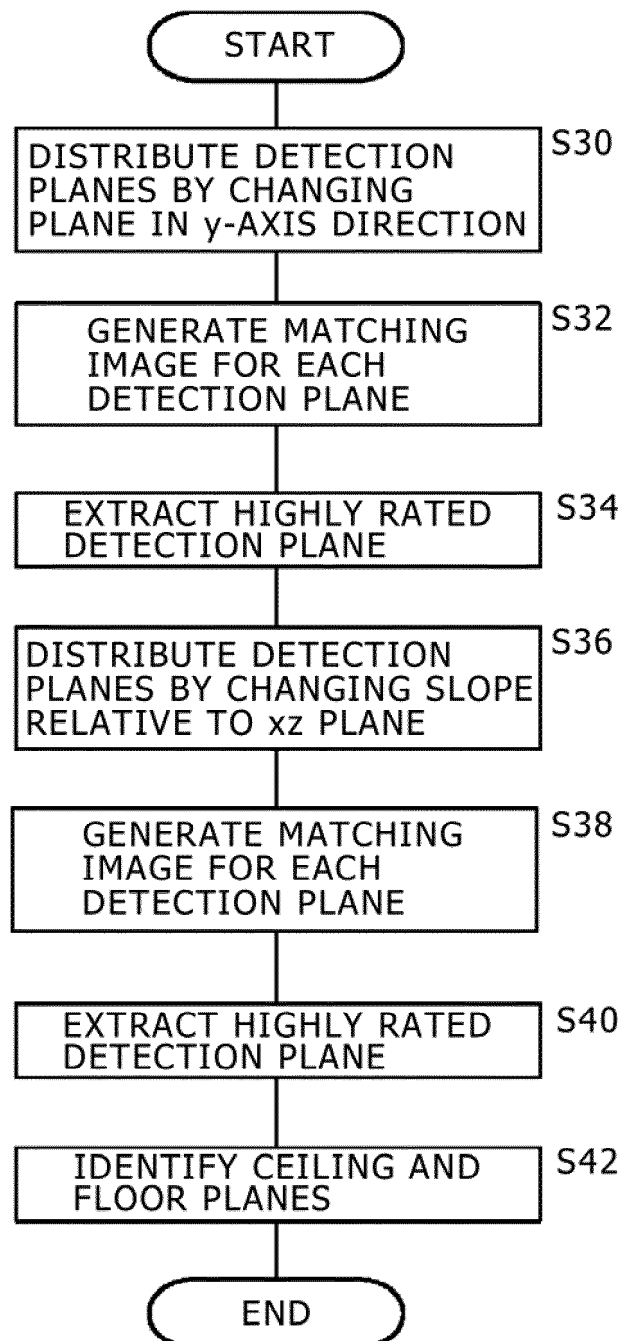 START
S30
DISTRIBUTE DETECTION
PLANES BY CHANGING
PLANE IN y-AXIS DIRECTION
S32
GENERATE MATCHING
IMAGE FOR EACH
DETECTION PLANE
S34
EXTRACT HIGHLY RATED
DETECTION PLANE
S36
DISTRIBUTE DETECTION
PLANES BY CHANGING SLOPE
RELATIVE TO xz PLANE
S38
GENERATE MATCHING
IMAGE FOR EACH
DETECTION PLANE
S40
EXTRACT HIGHLY RATED
DETECTION PLANE
S42
IDENTIFY CEILING AND
FLOOR PLANES
END